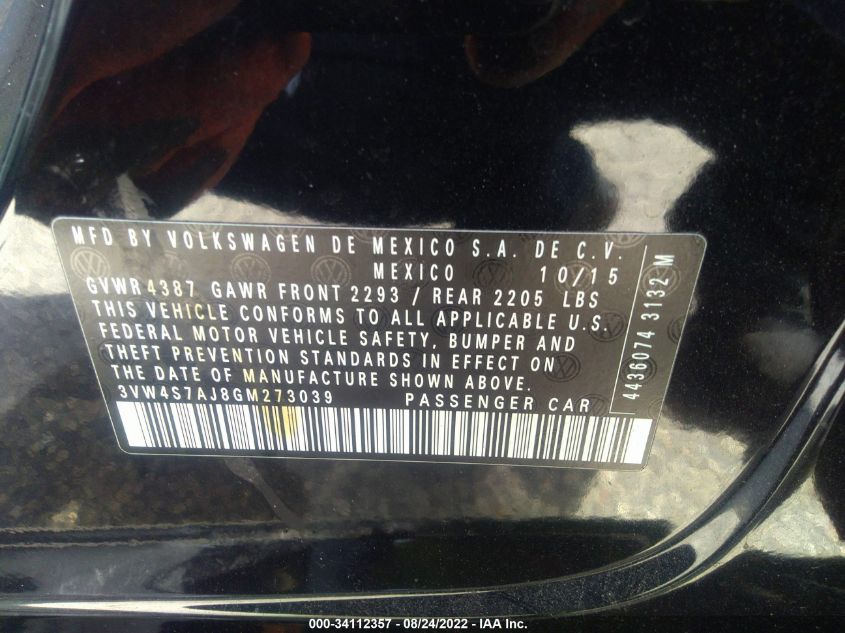 MFD BY VOLKSWAGEN DE MEXICO S.A. DE C.V.
MEXICO 10/15
GVWR 4387 GAWR FRONT 2293 / REAR 2205 LBS
THIS VEHICLE CONFORMS TO ALL APPLICABLE U.S.
FEDERAL MOTOR VEHICLE SAFETY, BUMPER AND
THEFT PREVENTION STANDARDS IN EFFECT ON
THE DATE OF MANUFACTURE SHOWN ABOVE.
3VW4S7AJ8GM273039 PASSENGER CAR
4436074 3132 M
000-34112357 - 08/24/2022 - IAA Inc.